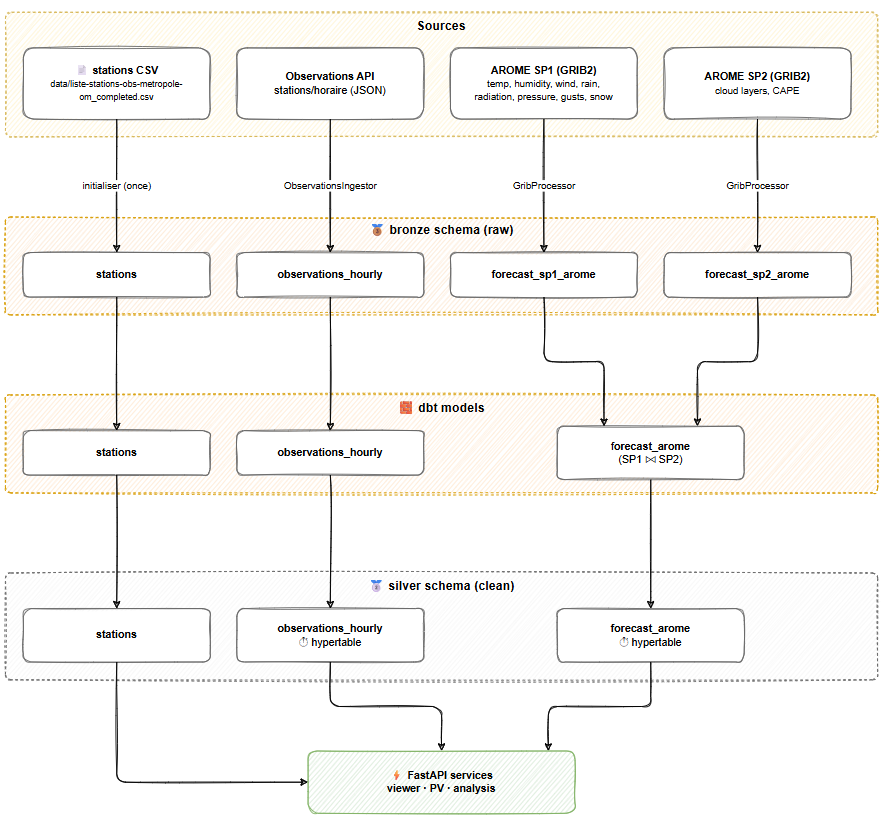 Sources
stations CSV
data/liste-stations-obs-metropole-
om_completed.csv
Observations API
stations/horaire (JSON)
AROME SP1 (GRIB2)
temp, humidity, wind, rain,
radiation, pressure, gusts, snow
AROME SP2 (GRIB2)
cloud layers, CAPE
initialiser (once)
ObservationsIngestor
GribProcessor
GribProcessor
🥉 bronze schema (raw)
stations
observations_hourly
forecast_sp1_arome
forecast_sp2_arome
🧱 dbt models
stations
observations_hourly
forecast_arome
(SP1 ⋈ SP2)
🥈 silver schema (clean)
stations
observations_hourly
⏱ hypertable
forecast_arome
⏱ hypertable
⚡ FastAPI services
viewer · PV · analysis